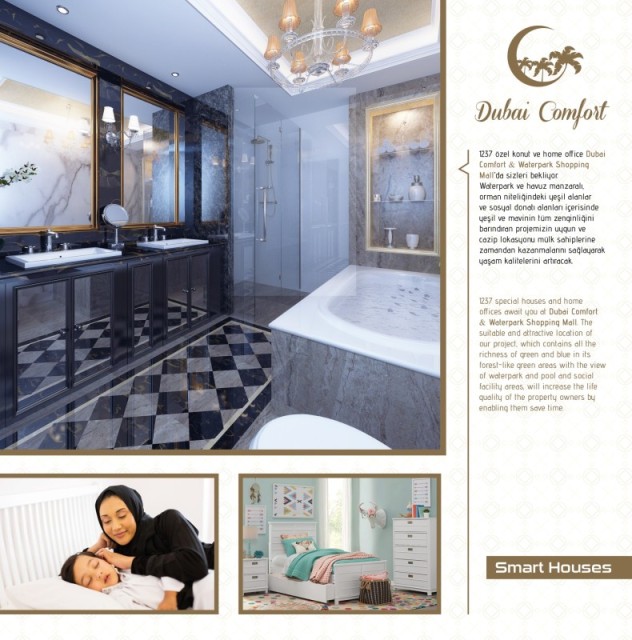 Dubai Comfort
1237 özel konut ve home office Dubai
Comfort & Waterpark Shopping
Mall'da sizleri bekliyor.
Waterpark ve havuz manzaralı,
orman niteliğindeki yeşil alanlar
ve sosyal donatı alanları içerisinde
yeşil ve mavinin tüm zenginliğini
barındıran projemizin uygun ve
cazip lokasyonu mülk sahiplerine
zamandan kazanmalarını sağlayarak
yaşam kalitelerini artıracak.
1237 special houses and home
offices await you at Dubai Comfort
& Waterpark Shopping Mall. The
suitable and attractive location of
our project, which contains all the
richness of green and blue in its
forest-like green areas with the view
of waterpark and pool and social
facility areas, will increase the life
quality of the property owners by
enabling them save time.
Smart Houses